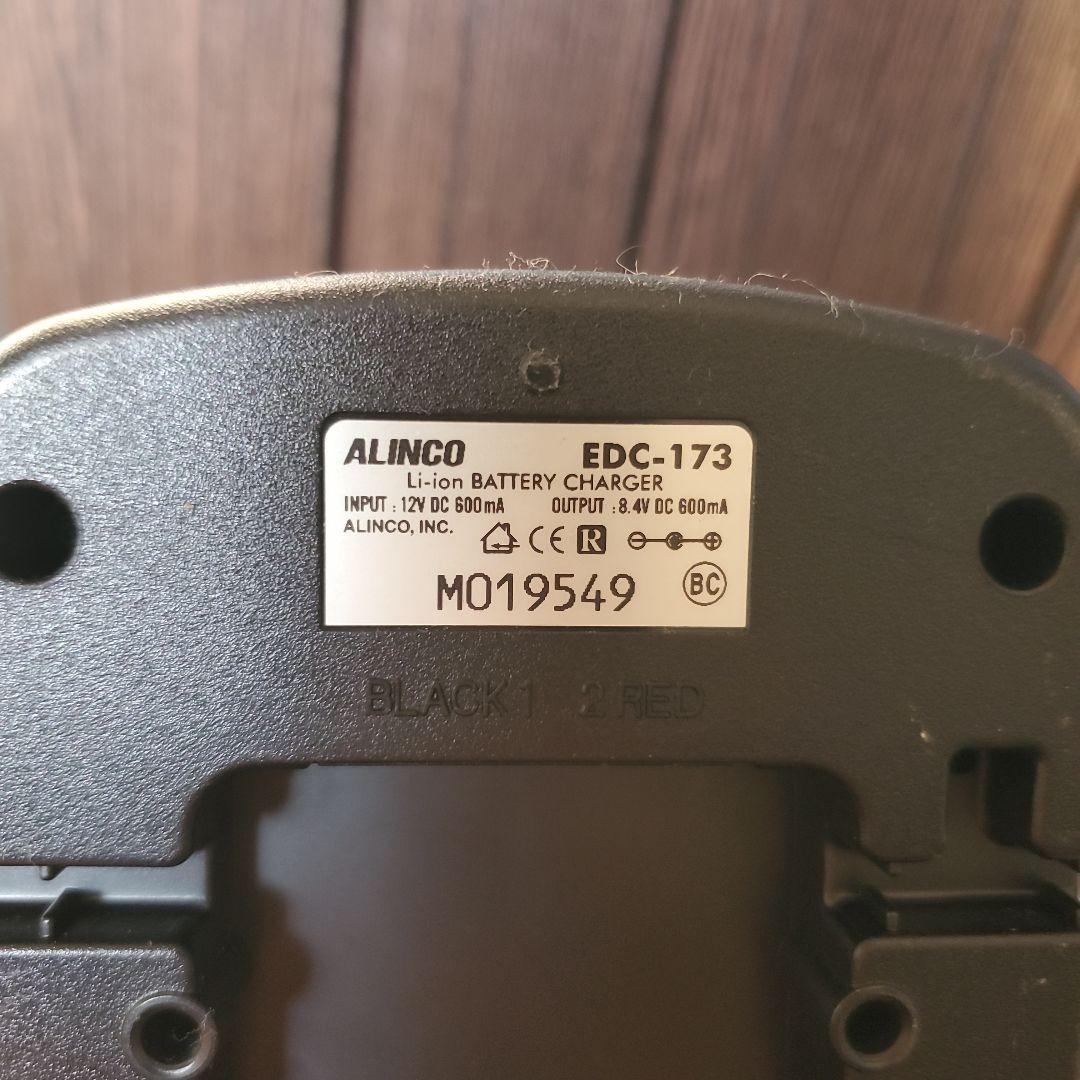 ALINCO EDC-173
Li-ion BATTERY CHARGER
INPUT : 12V DC 600mA OUTPUT : 8.4V DC 600mA
ALINCO, INC.
CE R
M019549 BC
BLACK 1 2 RED